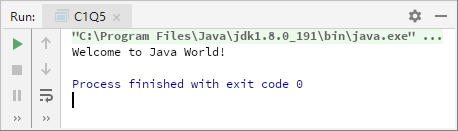 Run: C1Q5
"C:\Program Files\Java\jdk1.8.0_191\bin\java.exe" ...
Welcome to Java World!
Process finished with exit code 0